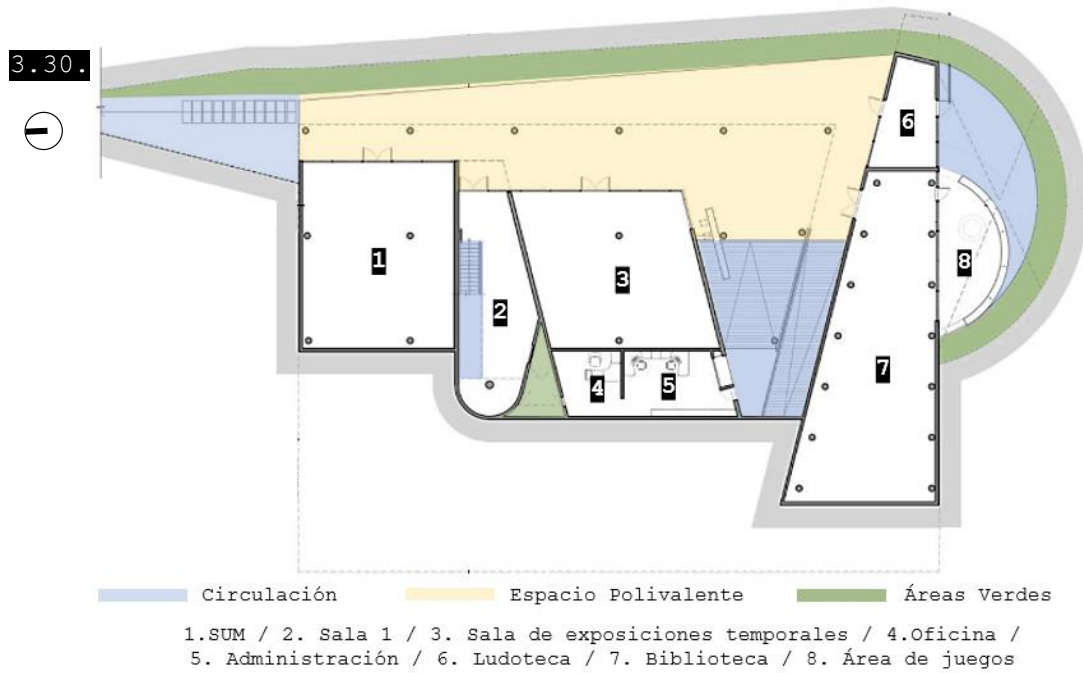 3.30.
6
1
2
3
8
7
4
5
Circulación
Espacio Polivalente
Áreas Verdes
1.SUM / 2. Sala 1 / 3. Sala de exposiciones temporales / 4.Oficina /
5. Administración / 6. Ludoteca / 7. Biblioteca / 8. Área de juegos